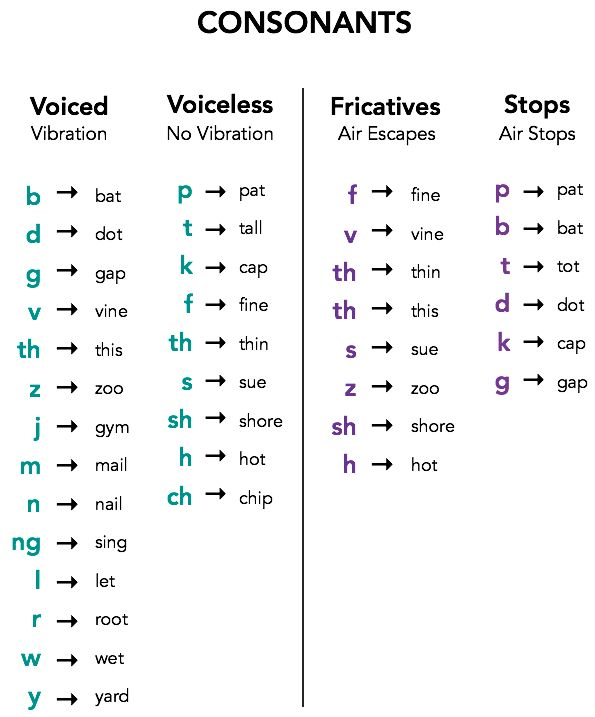 CONSONANTS
Voiced
Vibration
b → bat
d → dot
g → gap
v → vine
th → this
z → zoo
j → gym
m → mail
n → nail
ng → sing
l → let
r → root
w → wet
y → yard
Voiceless
No Vibration
p → pat
t → tall
k → cap
f → fine
th → thin
s → sue
sh → shore
h → hot
ch → chip
Fricatives
Air Escapes
f → fine
v → vine
th → thin
th → this
s → sue
z → zoo
sh → shore
h → hot
Stops
Air Stops
p → pat
b → bat
t → tot
d → dot
k → cap
g → gap